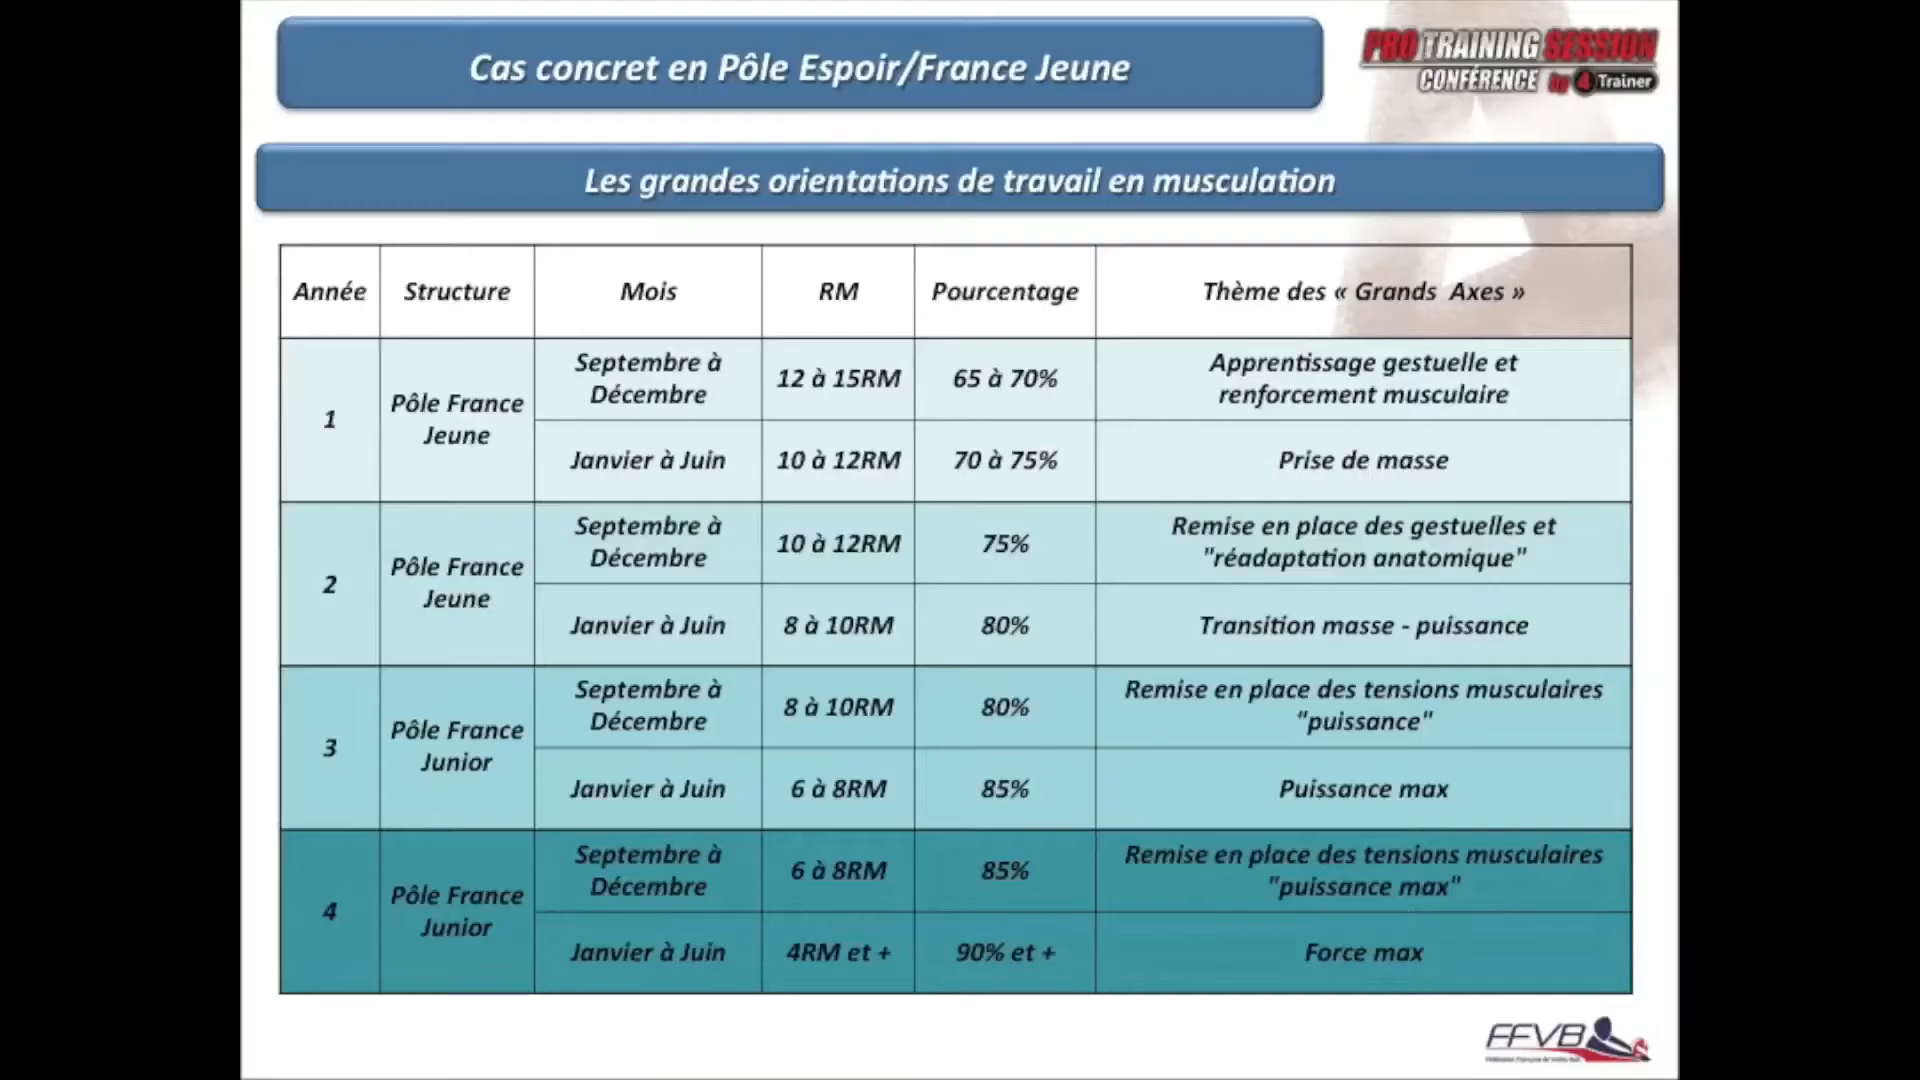 Cas concret en Pôle Espoir/France Jeune
PRO TRAINING SESSION
CONFÉRENCE by 4Trainer
Les grandes orientations de travail en musculation
Année Structure Mois RM Pourcentage Thème des « Grands Axes »
1
Pôle France
Jeune
Septembre à
Décembre
12 à 15RM
65 à 70%
Apprentissage gestuelle et
renforcement musculaire
Janvier à Juin
10 à 12RM
70 à 75%
Prise de masse
2
Pôle France
Jeune
Septembre à
Décembre
10 à 12RM
75%
Remise en place des gestuelles et
"réadaptation anatomique"
Janvier à Juin
8 à 10RM
80%
Transition masse - puissance
3
Pôle France
Junior
Septembre à
Décembre
8 à 10RM
80%
Remise en place des tensions musculaires
"puissance"
Janvier à Juin
6 à 8RM
85%
Puissance max
4
Pôle France
Junior
Septembre à
Décembre
6 à 8RM
85%
Remise en place des tensions musculaires
"puissance max"
Janvier à Juin
4RM et +
90% et +
Force max
FFVB